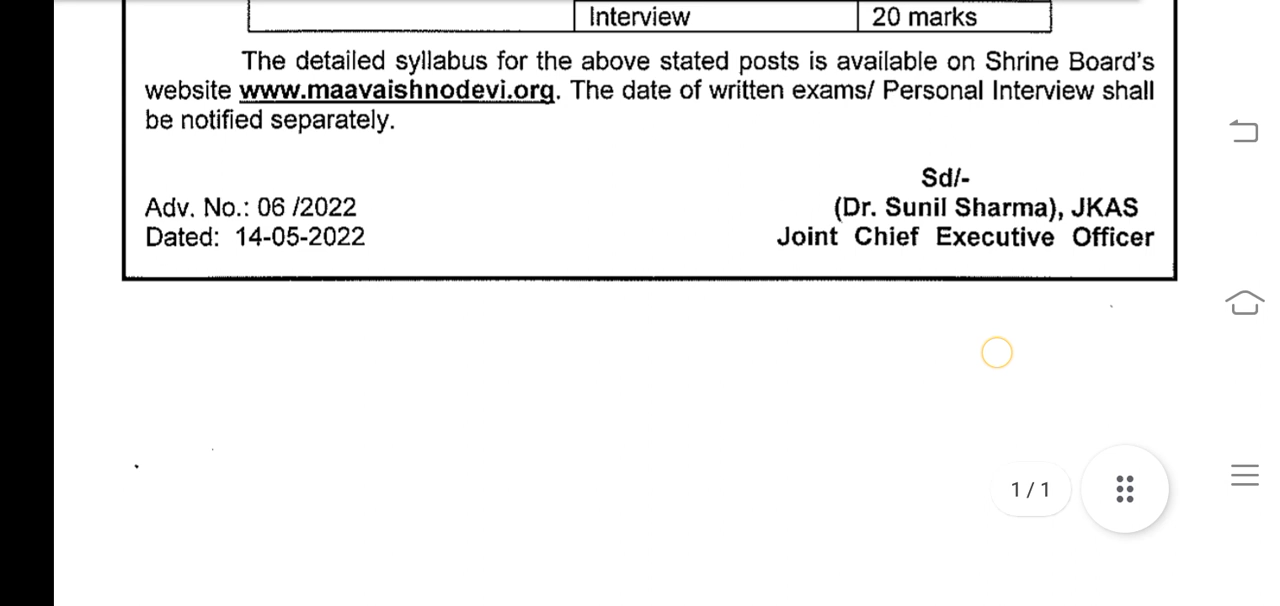 Interview 20 marks
The detailed syllabus for the above stated posts is available on Shrine Board's
website www.maavaishnodevi.org. The date of written exams/ Personal Interview shall
be notified separately.
Sd/-
Adv. No.: 06 /2022 (Dr. Sunil Sharma), JKAS
Dated: 14-05-2022 Joint Chief Executive Officer
1 / 1